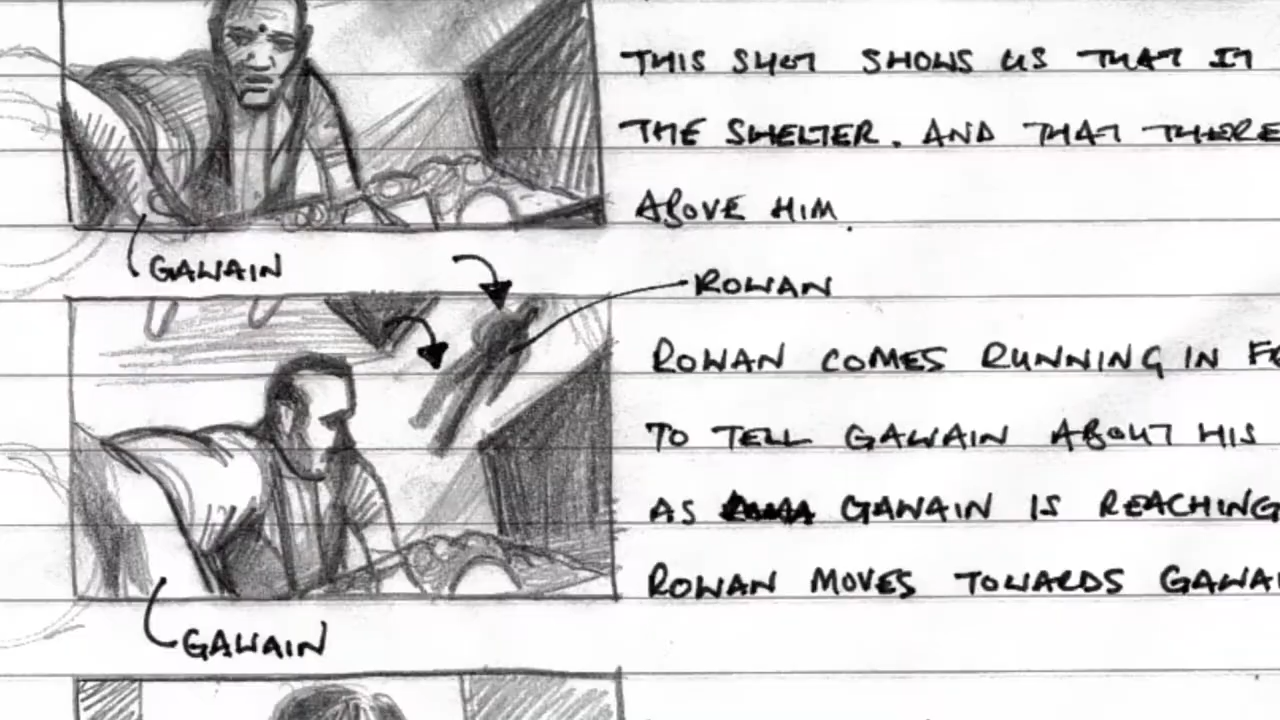 THIS SHOT SHOWS US THAT IT
THE SHELTER. AND THAT THERE
ABOVE HIM.
GAWAIN
ROWAN
ROWAN COMES RUNNING IN
TO TELL GAWAIN ABOUT HIS
AS GAWAIN IS REACHING
ROWAN MOVES TOWARDS
GAWAIN